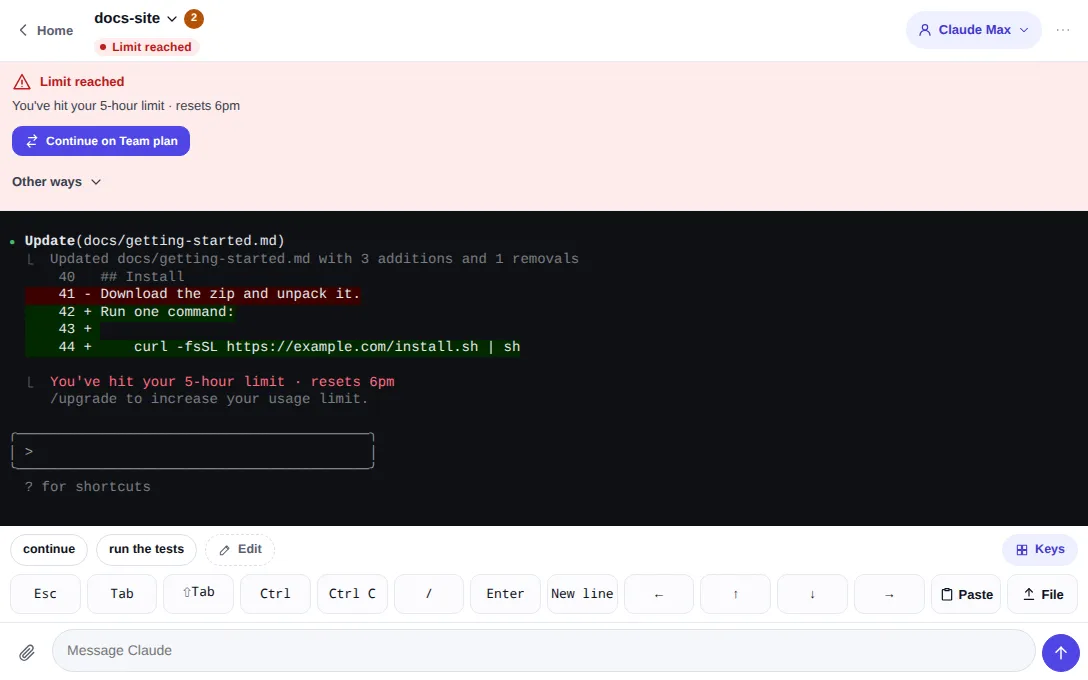 Home
docs-site
2
Limit reached
Claude Max
Limit reached
You've hit your 5-hour limit · resets 6pm
Continue on Team plan
Other ways
● Update(docs/getting-started.md)
⎿ Updated docs/getting-started.md with 3 additions and 1 removals
40 ## Install
41 - Download the zip and unpack it.
42 + Run one command:
43 +
44 + curl -fsSL https://example.com/install.sh | sh
⎿ You've hit your 5-hour limit · resets 6pm
/upgrade to increase your usage limit.
>
? for shortcuts
continue
run the tests
Edit
Keys
Esc
Tab
⇧Tab
Ctrl
Ctrl C
/
Enter
New line
←
↑
↓
→
Paste
File
Message Claude